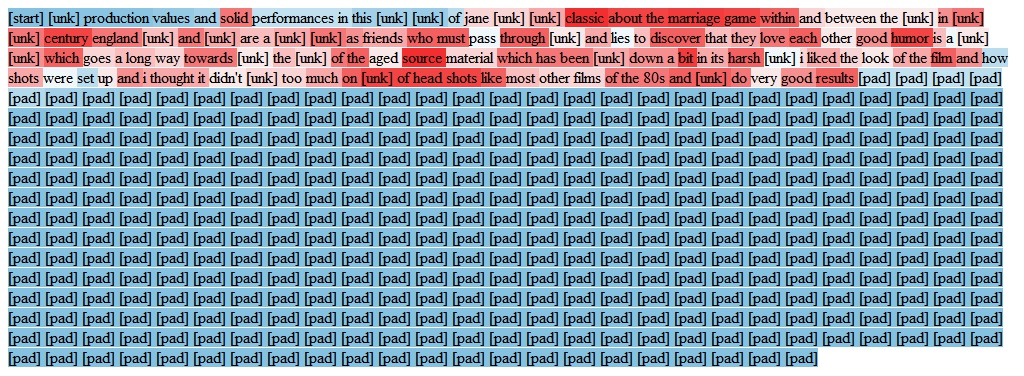 [start] [unk] production values and solid performances in this [unk] [unk] of jane [unk] [unk] classic about the marriage game within and between the [unk] in [unk]
[unk] century england [unk] and [unk] are a [unk] [unk] as friends who must pass through [unk] and lies to discover that they love each other good humor is a [unk]
[unk] which goes a long way towards [unk] the [unk] of the aged source material which has been [unk] down a bit in its harsh [unk] i liked the look of the film and how
shots were set up and i thought it didn't [unk] too much on [unk] of head shots like most other films of the 80s and [unk] do very good results [pad] [pad] [pad] [pad]
[pad] [pad] [pad] [pad] [pad] [pad] [pad] [pad] [pad] [pad] [pad] [pad] [pad] [pad] [pad] [pad] [pad] [pad] [pad] [pad] [pad] [pad] [pad] [pad] [pad] [pad] [pad]
[pad] [pad] [pad] [pad] [pad] [pad] [pad] [pad] [pad] [pad] [pad] [pad] [pad] [pad] [pad] [pad] [pad] [pad] [pad] [pad] [pad] [pad] [pad] [pad] [pad] [pad] [pad]
[pad] [pad] [pad] [pad] [pad] [pad] [pad] [pad] [pad] [pad] [pad] [pad] [pad] [pad] [pad] [pad] [pad] [pad] [pad] [pad] [pad] [pad] [pad] [pad] [pad] [pad] [pad]
[pad] [pad] [pad] [pad] [pad] [pad] [pad] [pad] [pad] [pad] [pad] [pad] [pad] [pad] [pad] [pad] [pad] [pad] [pad] [pad] [pad] [pad] [pad] [pad] [pad] [pad] [pad]
[pad] [pad] [pad] [pad] [pad] [pad] [pad] [pad] [pad] [pad] [pad] [pad] [pad] [pad] [pad] [pad] [pad] [pad] [pad] [pad] [pad] [pad] [pad] [pad] [pad] [pad] [pad]
[pad] [pad] [pad] [pad] [pad] [pad] [pad] [pad] [pad] [pad] [pad] [pad] [pad] [pad] [pad] [pad] [pad] [pad] [pad] [pad] [pad] [pad] [pad] [pad] [pad] [pad] [pad]
[pad] [pad] [pad] [pad] [pad] [pad] [pad] [pad] [pad] [pad] [pad] [pad] [pad] [pad] [pad] [pad] [pad] [pad] [pad] [pad] [pad] [pad] [pad] [pad] [pad] [pad] [pad]
[pad] [pad] [pad] [pad] [pad] [pad] [pad] [pad] [pad] [pad] [pad] [pad] [pad] [pad] [pad] [pad] [pad] [pad] [pad] [pad] [pad] [pad] [pad] [pad] [pad] [pad] [pad]
[pad] [pad] [pad] [pad] [pad] [pad] [pad] [pad] [pad] [pad] [pad] [pad] [pad] [pad] [pad] [pad] [pad] [pad] [pad] [pad] [pad] [pad] [pad] [pad] [pad] [pad] [pad]
[pad] [pad] [pad] [pad] [pad] [pad] [pad] [pad] [pad] [pad] [pad] [pad] [pad] [pad] [pad] [pad] [pad] [pad] [pad] [pad] [pad] [pad] [pad] [pad] [pad] [pad] [pad]
[pad] [pad] [pad] [pad] [pad] [pad] [pad] [pad] [pad] [pad] [pad] [pad] [pad] [pad] [pad] [pad] [pad] [pad] [pad] [pad] [pad] [pad] [pad] [pad] [pad] [pad] [pad]
[pad] [pad] [pad] [pad] [pad] [pad] [pad] [pad] [pad] [pad] [pad] [pad] [pad] [pad] [pad] [pad] [pad] [pad] [pad] [pad] [pad] [pad] [pad] [pad] [pad] [pad] [pad]
[pad] [pad] [pad] [pad] [pad] [pad] [pad] [pad] [pad] [pad] [pad] [pad] [pad] [pad] [pad] [pad] [pad] [pad] [pad] [pad] [pad] [pad] [pad] [pad] [pad] [pad] [pad]
[pad] [pad] [pad] [pad] [pad] [pad] [pad] [pad] [pad] [pad] [pad] [pad] [pad] [pad] [pad] [pad] [pad] [pad] [pad] [pad] [pad] [pad]